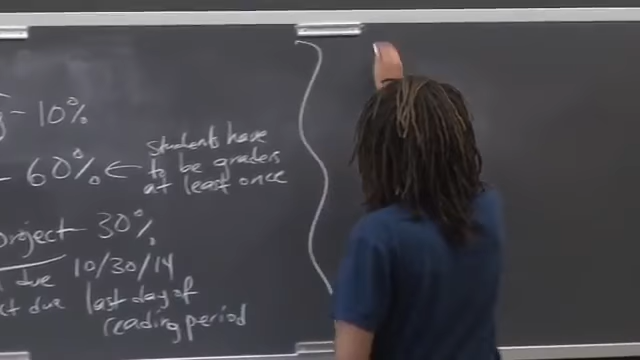 - 10%
- 60% ← students have
to be graders
at least once
project - 30%
due 10/30/14
due last day of
reading period